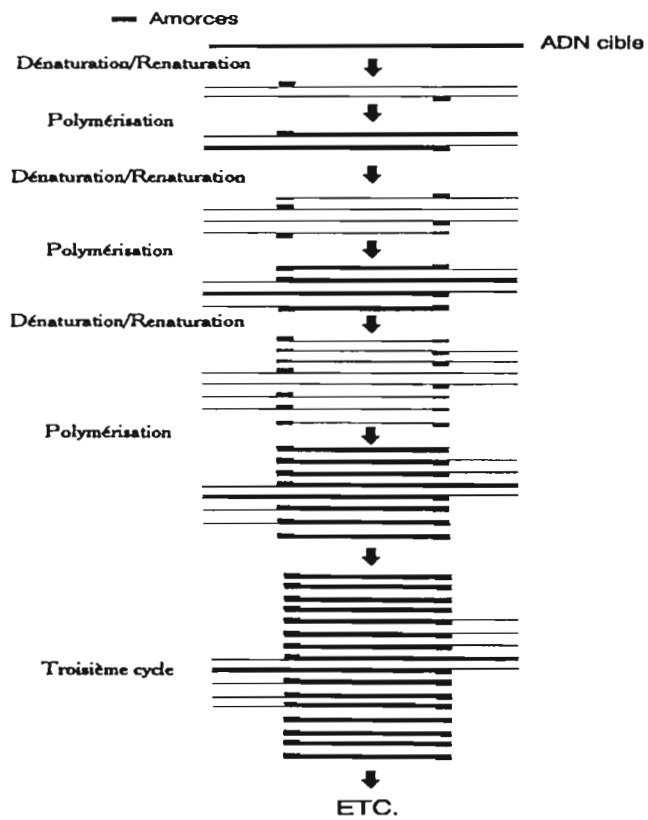 Amorces
ADN cible
Dénaturation/Renaturation
Polymérisation
Dénaturation/Renaturation
Polymérisation
Dénaturation/Renaturation
Polymérisation
Troisième cycle
ETC.